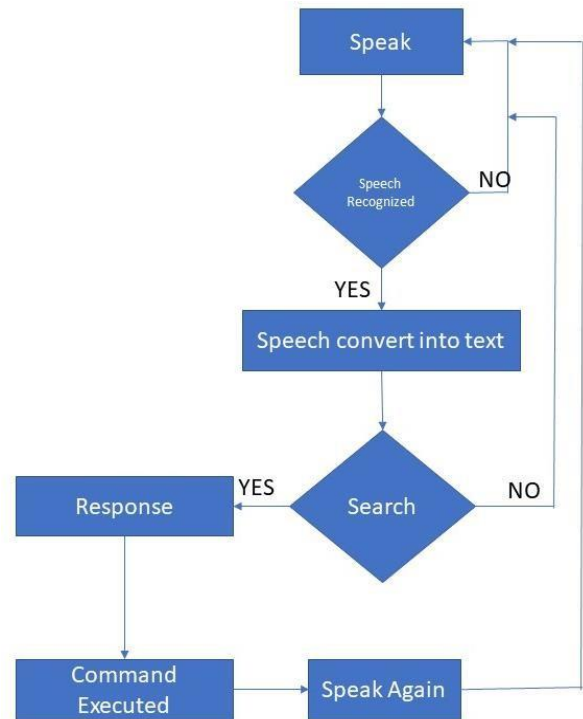 Speak
Speech
Recognized
NO
YES
Speech convert into text
YES
NO
Response
Search
Command
Executed
Speak Again